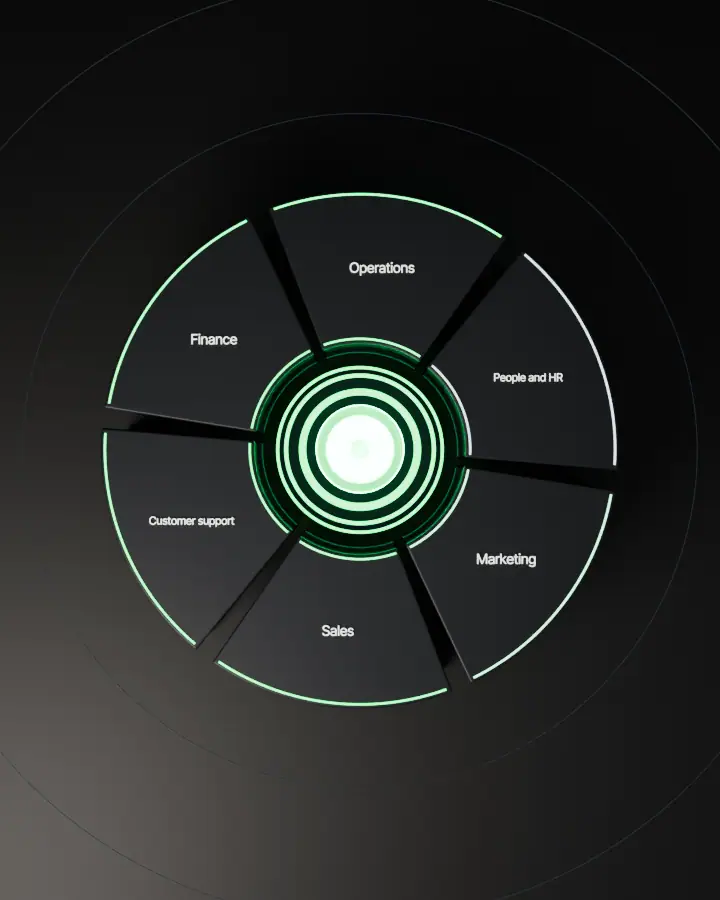 Operations
Finance
People and HR
Customer support
Marketing
Sales